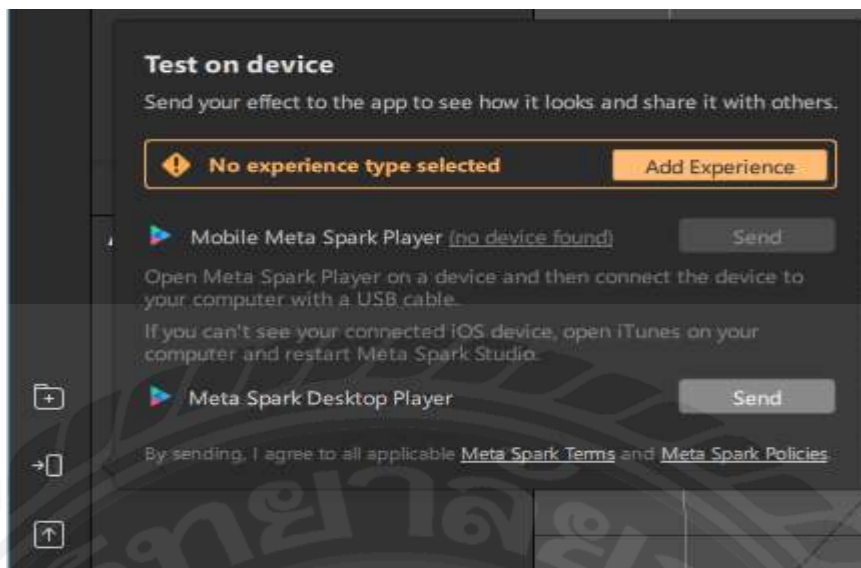 Test on device
Send your effect to the app to see how it looks and share it with others.
No experience type selected
Add Experience
Mobile Meta Spark Player (no device found)
Send
Open Meta Spark Player on a device and then connect the device to
your computer with a USB cable.
If you can't see your connected iOS device, open iTunes on your
computer and restart Meta Spark Studio.
Meta Spark Desktop Player
Send
By sending, I agree to all applicable Meta Spark Terms and Meta Spark Policies